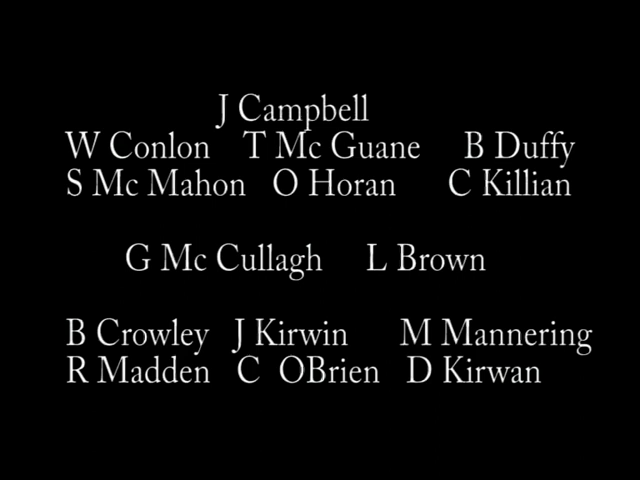 J Campbell
W Conlon T Mc Guane B Duffy
S Mc Mahon O Horan C Killian
G Mc Cullagh L Brown
B Crowley J Kirwin M Mannering
R Madden C OBrien D Kirwan